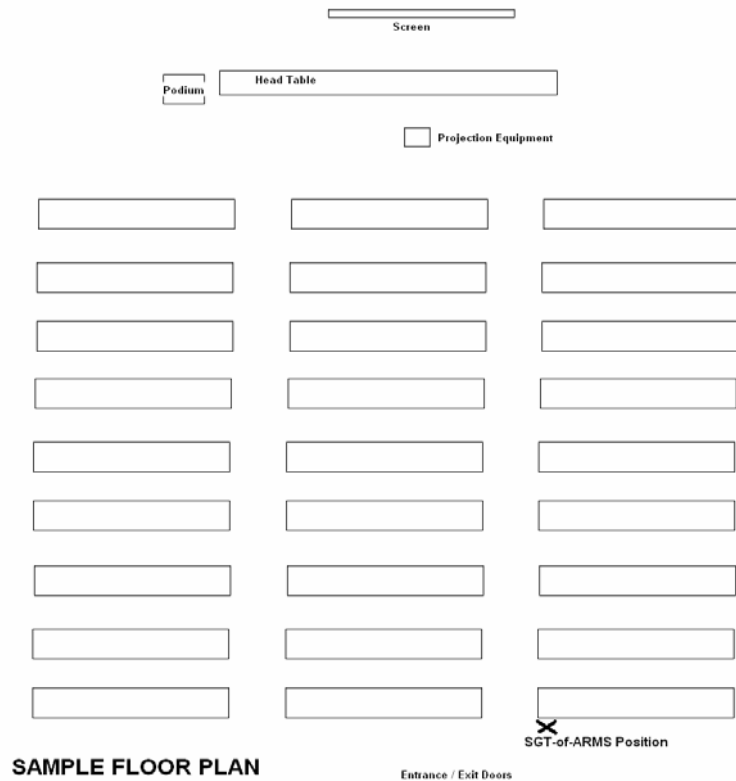 Screen
Head Table
Podium
Projection Equipment
SGT-of-ARMS Position
SAMPLE FLOOR PLAN
Entrance / Exit Doors